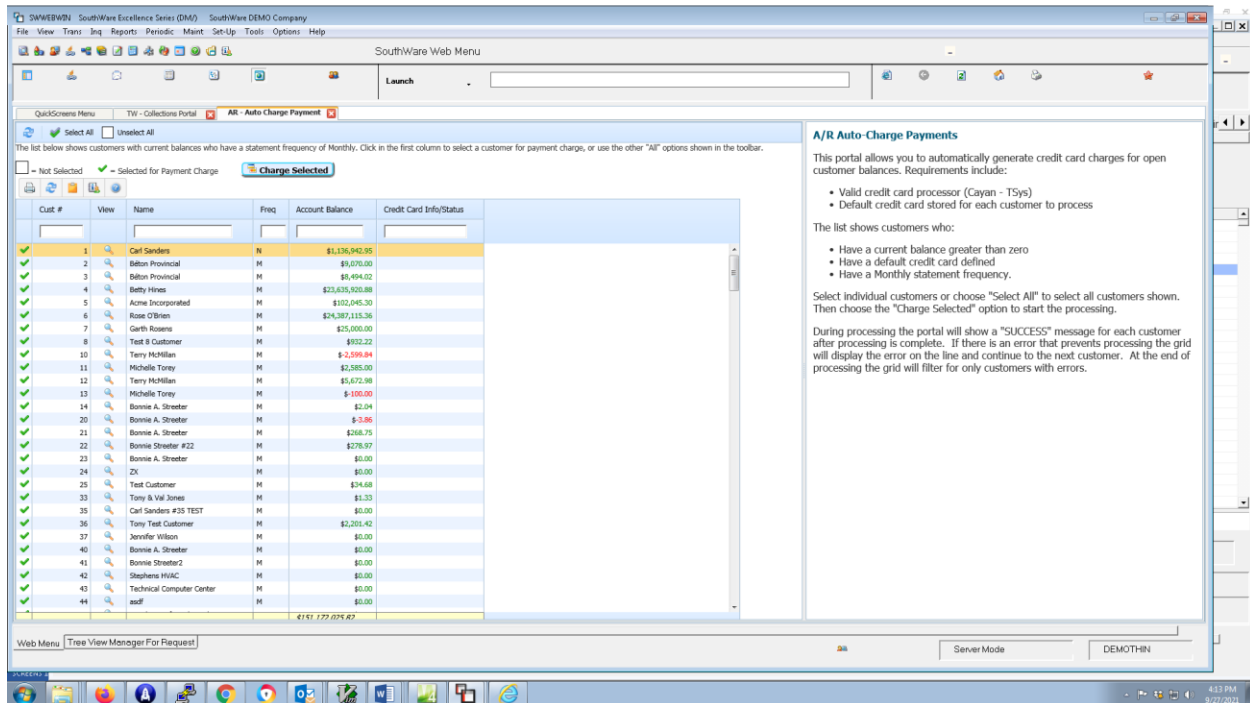 SWWEBWIN SouthWare Excellence Series (DM/) SouthWare DEMO Company
File View Trans Inq Reports Periodic Maint Set-Up Tools Options Help
SouthWare Web Menu
Launch
QuickScreens Menu TW - Collections Portal AR - Auto Charge Payment
Select All Unselect All
The list below shows customers with current balances who have a statement frequency of Monthly. Click in the first column to select a customer for payment charge, or use the other "All" options shown in the toolbar.
= Not Selected = Selected for Payment Charge Charge Selected
Cust # View Name Freq Account Balance Credit Card Info/Status
1 Carl Sanders N $1,136,942.95
2 Béton Provincial M $9,070.00
3 Béton Provincial M $8,494.02
4 Betty Hines M $23,635,920.88
5 Acme Incorporated M $102,045.30
6 Rose O'Brien M $24,387,115.36
7 Garth Rosens M $25,000.00
8 Test 8 Customer M $932.22
10 Terry McMillan M $-2,599.84
11 Michelle Torey M $2,585.00
12 Terry McMillan M $5,672.98
13 Michelle Torey M $-100.00
14 Bonnie A. Streeter M $2.04
20 Bonnie A. Streeter M $-3.86
21 Bonnie A. Streeter M $268.75
22 Bonnie Streeter #22 M $278.97
23 Bonnie A. Streeter M $0.00
24 ZX M $0.00
25 Test Customer M $34.68
33 Tony & Val Jones M $1.33
35 Carl Sanders #35 TEST M $0.00
36 Tony Test Customer M $2,201.42
37 Jennifer Wilson M $0.00
40 Bonnie A. Streeter M $0.00
41 Bonnie Streeter2 M $0.00
42 Stephens HVAC M $0.00
43 Technical Computer Center M $0.00
44 asdf M $0.00
$151,172,025.82
A/R Auto-Charge Payments
This portal allows you to automatically generate credit card charges for open
customer balances. Requirements include:
• Valid credit card processor (Cayan - TSys)
• Default credit card stored for each customer to process
The list shows customers who:
• Have a current balance greater than zero
• Have a default credit card defined
• Have a Monthly statement frequency.
Select individual customers or choose "Select All" to select all customers shown.
Then choose the "Charge Selected" option to start the processing.
During processing the portal will show a "SUCCESS" message for each customer
after processing is complete. If there is an error that prevents processing the grid
will display the error on the line and continue to the next customer. At the end of
processing the grid will filter for only customers with errors.
Web Menu Tree View Manager For Request
Server Mode DEMOTHIN
4:13 PM
9/27/2021